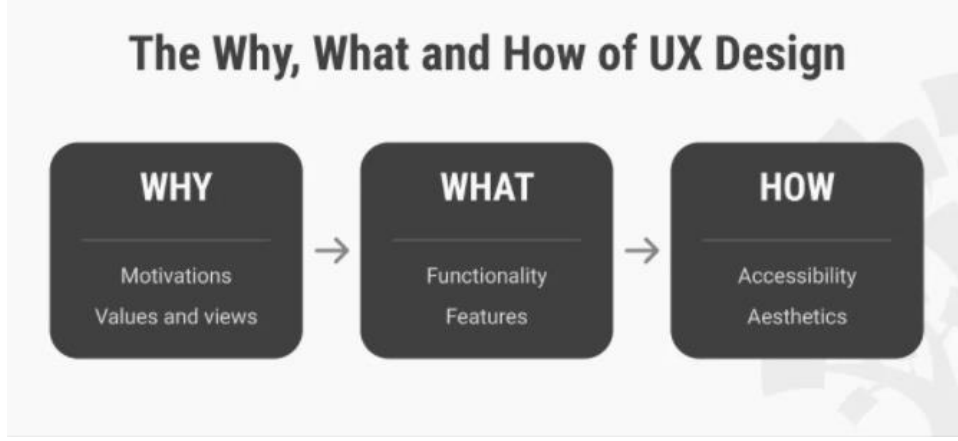 The Why, What and How of UX Design
WHY
Motivations
Values and views
WHAT
Functionality
Features
HOW
Accessibility
Aesthetics